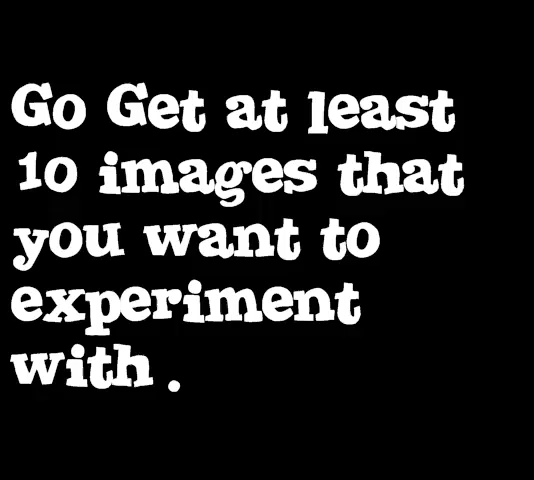 Go Get at least
10 images that
you want to
experiment
with.